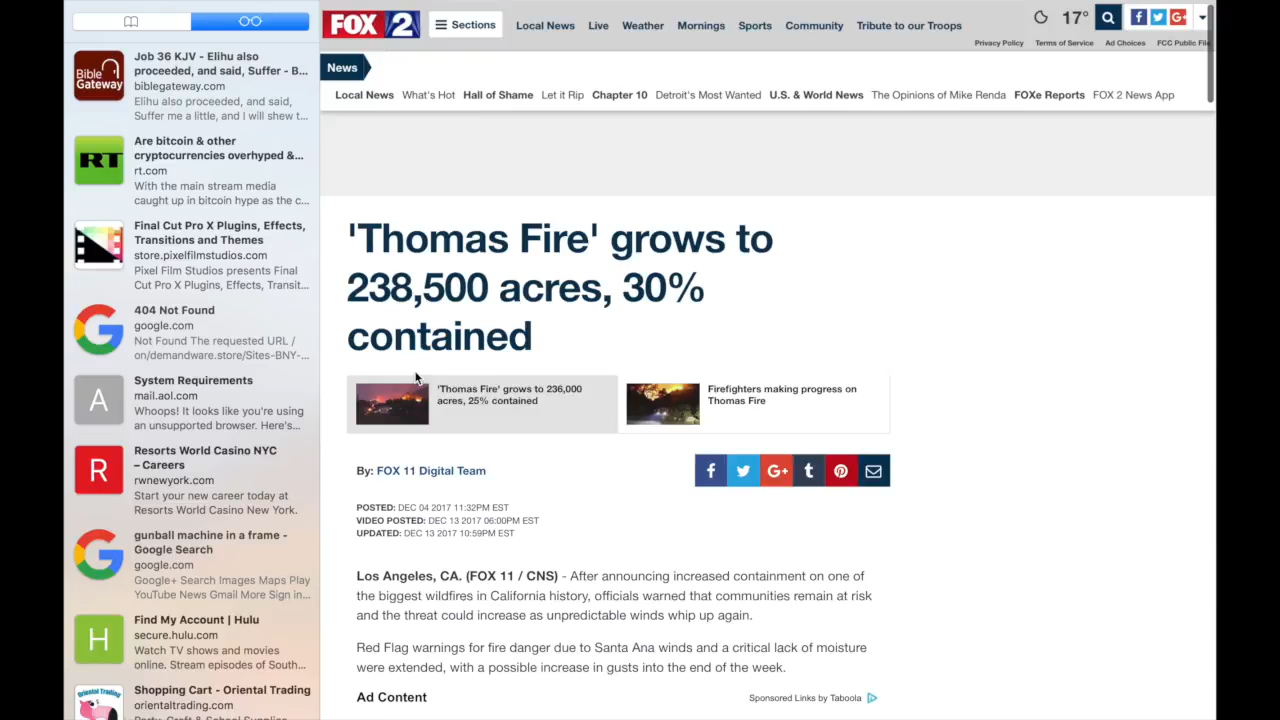 Job 36 KJV - Elihu also
proceeded, and said, Suffer - B...
biblegateway.com
Elihu also proceeded, and said,
Suffer me a little, and I will shew t...
Bible
Gateway
Are bitcoin & other
cryptocurrencies overhyped &...
rt.com
With the main stream media
caught up in bitcoin hype as the c...
RT
Final Cut Pro X Plugins, Effects,
Transitions and Themes
store.pixelfilmstudios.com
Pixel Film Studios presents Final
Cut Pro X Plugins, Effects, Transit...
404 Not Found
google.com
Not Found The requested URL /
on/demandware.store/Sites-BNY-...
G
System Requirements
mail.aol.com
Whoops! It looks like you're using
an unsupported browser. Here's...
A
Resorts World Casino NYC
– Careers
rwnewyork.com
Start your new career today at
Resorts World Casino New York.
R
gunball machine in a frame -
Google Search
google.com
Google+ Search Images Maps Play
YouTube News Gmail More Sign in...
G
Find My Account | Hulu
secure.hulu.com
Watch TV shows and movies
online. Stream episodes of South...
H
Shopping Cart - Oriental Trading
orientaltrading.com
Oriental Trading
FOX 2
Sections
Local News Live Weather Mornings Sports Community Tribute to our Troops
17°
Privacy Policy Terms of Service Ad Choices FCC Public File
News
Local News What's Hot Hall of Shame Let it Rip Chapter 10 Detroit's Most Wanted U.S. & World News The Opinions of Mike Renda FOXe Reports FOX 2 News App
'Thomas Fire' grows to
238,500 acres, 30%
contained
'Thomas Fire' grows to 236,000
acres, 25% contained
Firefighters making progress on
Thomas Fire
By: FOX 11 Digital Team
POSTED: DEC 04 2017 11:32PM EST
VIDEO POSTED: DEC 13 2017 06:00PM EST
UPDATED: DEC 13 2017 10:59PM EST
Los Angeles, CA. (FOX 11 / CNS) - After announcing increased containment on one of
the biggest wildfires in California history, officials warned that communities remain at risk
and the threat could increase as unpredictable winds whip up again.
Red Flag warnings for fire danger due to Santa Ana winds and a critical lack of moisture
were extended, with a possible increase in gusts into the end of the week.
Ad Content
Sponsored Links by Taboola